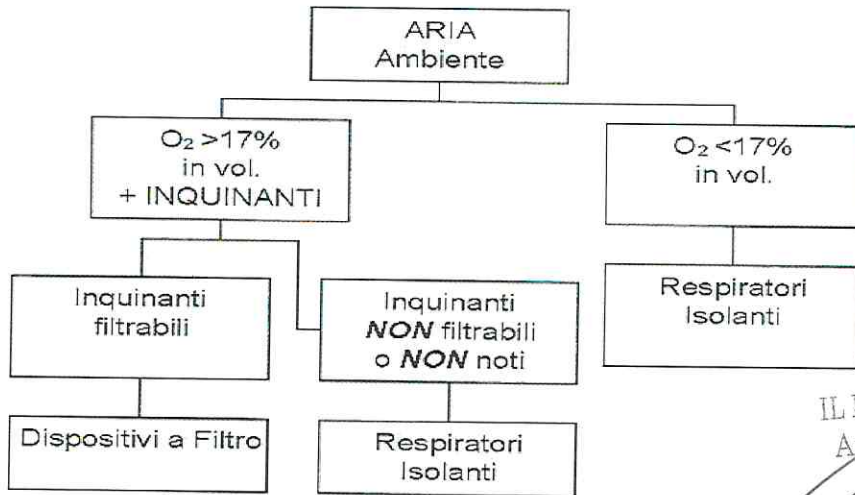 ARIA
Ambiente
O₂ >17%
in vol.
+ INQUINANTI
O₂ <17%
in vol.
Inquinanti
filtrabili
Inquinanti
NON filtrabili
o NON noti
Respiratori
Isolanti
Dispositivi a Filtro
Respiratori
Isolanti
IL
A